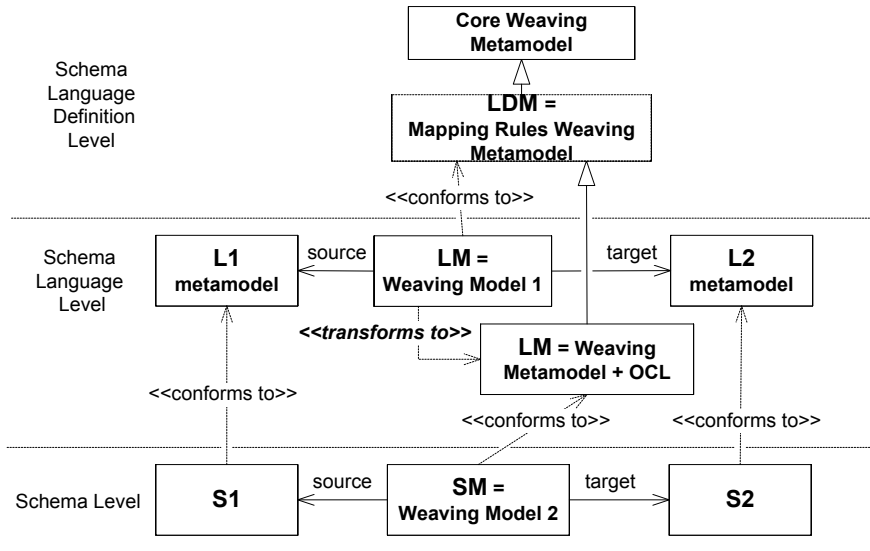 Core Weaving
Metamodel
Schema
Language
Definition
Level
LDM =
Mapping Rules Weaving
Metamodel
<<conforms to>>
Schema
Language
Level
L1
metamodel
source
LM =
Weaving Model 1
target
L2
metamodel
<<transforms to>>
LM = Weaving
Metamodel + OCL
<<conforms to>>
<<conforms to>>
<<conforms to>>
Schema Level
S1
source
SM =
Weaving Model 2
target
S2